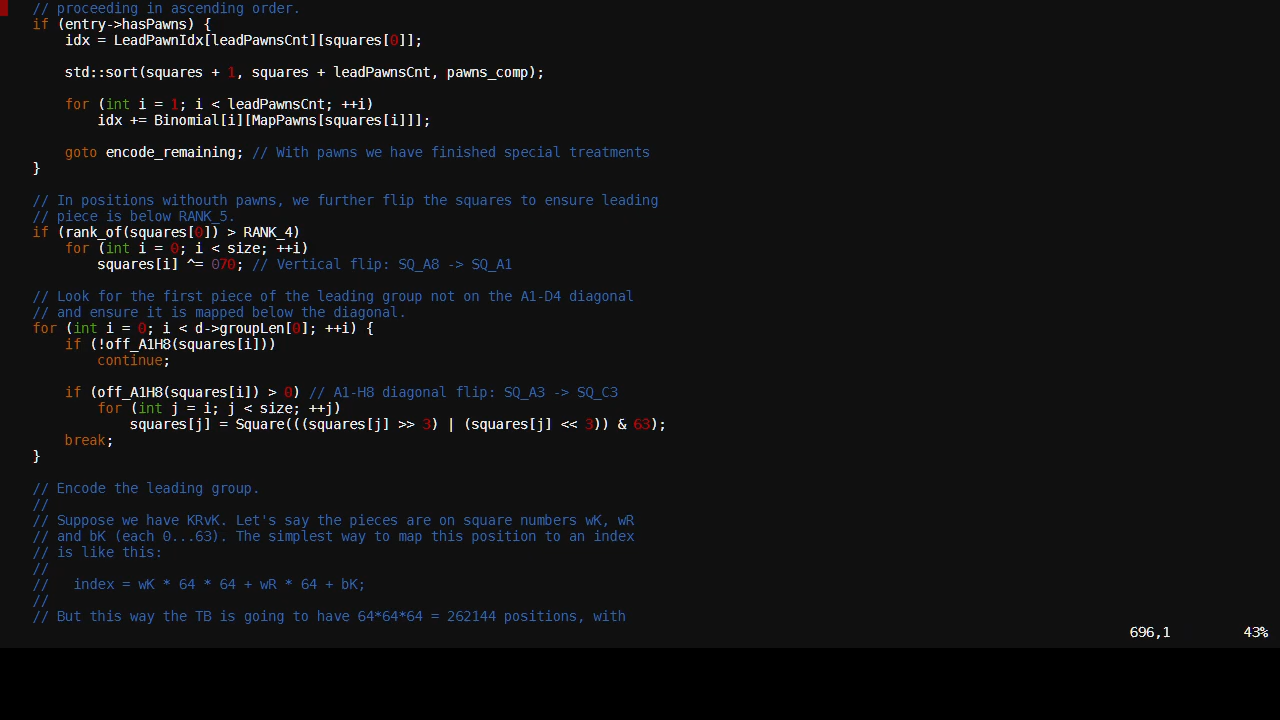 // proceeding in ascending order.
if (entry->hasPawns) {
idx = LeadPawnIdx[leadPawnsCnt][squares[0]];
std::sort(squares + 1, squares + leadPawnsCnt, pawns_comp);
for (int i = 1; i < leadPawnsCnt; ++i)
idx += Binomial[i][MapPawns[squares[i]]];
goto encode_remaining; // With pawns we have finished special treatments
}
// In positions withouth pawns, we further flip the squares to ensure leading
// piece is below RANK_5.
if (rank_of(squares[0]) > RANK_4)
for (int i = 0; i < size; ++i)
squares[i] ^= 070; // Vertical flip: SQ_A8 -> SQ_A1
// Look for the first piece of the leading group not on the A1-D4 diagonal
// and ensure it is mapped below the diagonal.
for (int i = 0; i < d->groupLen[0]; ++i) {
if (!off_A1H8(squares[i]))
continue;
if (off_A1H8(squares[i]) > 0) // A1-H8 diagonal flip: SQ_A3 -> SQ_C3
for (int j = i; j < size; ++j)
squares[j] = Square(((squares[j] >> 3) | (squares[j] << 3)) & 63);
break;
}
// Encode the leading group.
//
// Suppose we have KRvK. Let's say the pieces are on square numbers wK, wR
// and bK (each 0...63). The simplest way to map this position to an index
// is like this:
//
//   index = wK * 64 * 64 + wR * 64 + bK;
//
// But this way the TB is going to have 64*64*64 = 262144 positions, with
696,1 43%